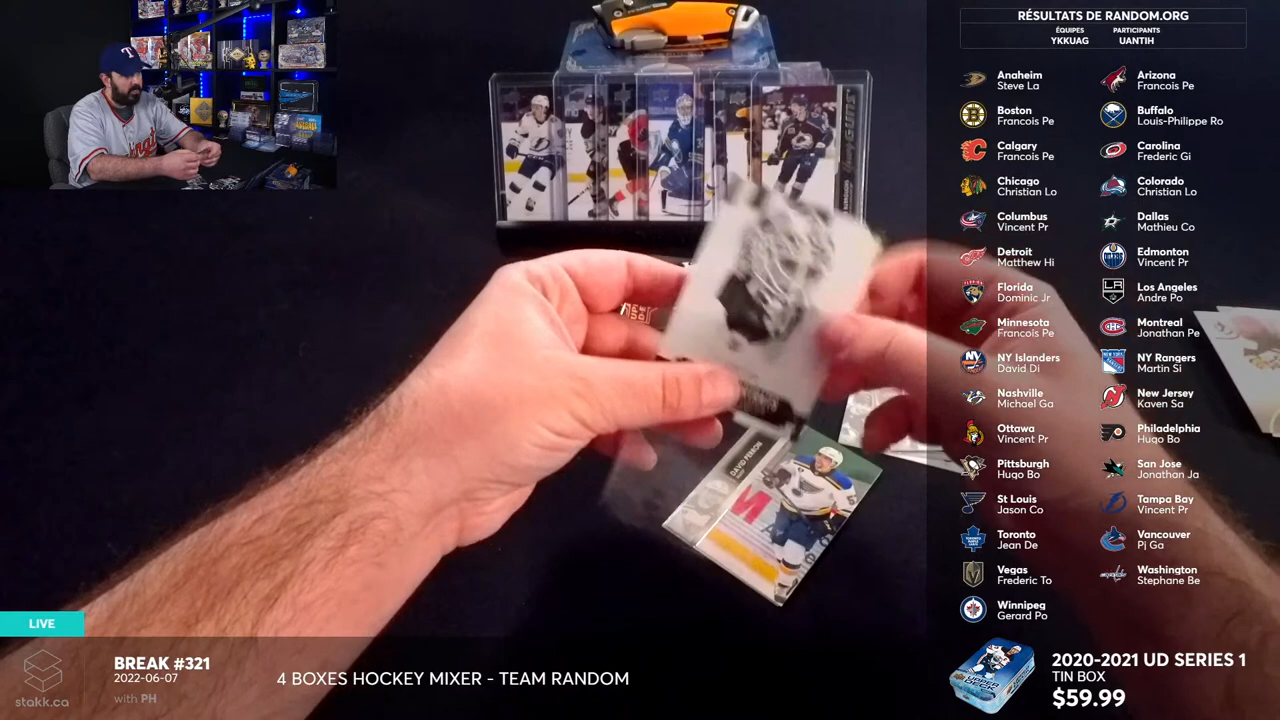 RÉSULTATS DE RANDOM.ORG
ÉQUIPES
YKKUAG
PARTICIPANTS
UANTIH
Anaheim
Steve La
Arizona
Francois Pe
Boston
Francois Pe
Buffalo
Louis-Philippe Ro
Calgary
Francois Pe
Carolina
Frederic Gi
Chicago
Christian Lo
Colorado
Christian Lo
Columbus
Vincent Pr
Dallas
Mathieu Co
Detroit
Matthew Hi
Edmonton
Vincent Pr
Florida
Dominic Jr
Los Angeles
Andre Po
Minnesota
Francois Pe
Montreal
Jonathan Pe
NY Islanders
David Di
NY Rangers
Martin Si
Nashville
Michael Ga
New Jersey
Kaven Sa
Ottawa
Vincent Pr
Philadelphia
Hugo Bo
Pittsburgh
Hugo Bo
San Jose
Jonathan Ja
St Louis
Jason Co
Tampa Bay
Vincent Pr
Toronto
Jean De
Vancouver
Pj Ga
Vegas
Frederic To
Washington
Stephane Be
Winnipeg
Gerard Po
DAVID PERRON
LIVE
stakk.ca
BREAK #321
2022-06-07
with PH
4 BOXES HOCKEY MIXER - TEAM RANDOM
2020-2021 UD SERIES 1
TIN BOX
$59.99